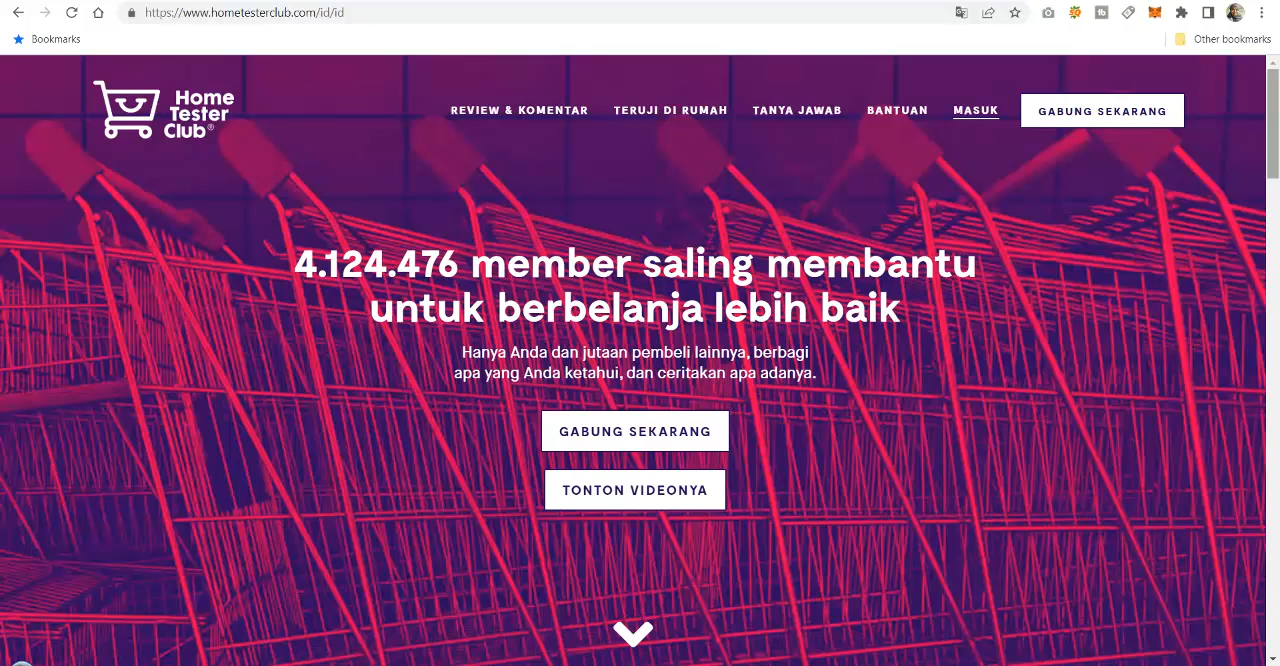 https://www.hometesterclub.com/id/id
Bookmarks
Other bookmarks
Home
Tester
Club®
REVIEW & KOMENTAR
TERUJI DI RUMAH
TANYA JAWAB
BANTUAN
MASUK
GABUNG SEKARANG
4.124.476 member saling membantu
untuk berbelanja lebih baik
Hanya Anda dan jutaan pembeli lainnya, berbagi
apa yang Anda ketahui, dan ceritakan apa adanya.
GABUNG SEKARANG
TONTON VIDEONYA